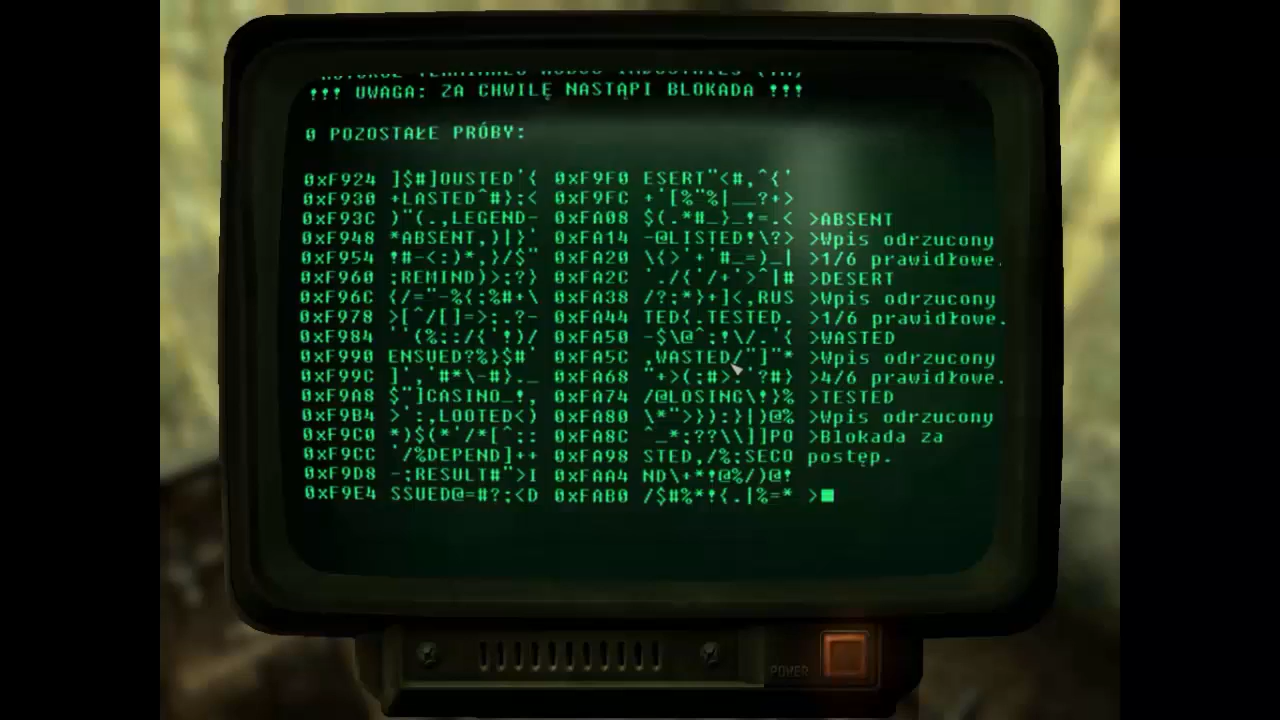 !!! UWAGA: ZA CHWILĘ NASTĄPI BLOKADA !!!
0 POZOSTAŁE PRÓBY:
0xF924 ]$#]OUSTED'{ 0xF9F0 ESERT"<#,^{'
0xF930 +LASTED^#};< 0xF9FC +'[%"%|__?+>
0xF93C )"(.,LEGEND- 0xFA08 $(.*#_}_!=.< >ABSENT
0xF948 *ABSENT,)|}' 0xFA14 -@LISTED!\?> >Wpis odrzucony
0xF954 !#-<:)*,}/$" 0xFA20 \{>'+'#_=)_| >1/6 prawidłowe.
0xF960 ;REMIND)>;?} 0xFA2C './{'/+'>^|# >DESERT
0xF96C {/="-%{;%#+\ 0xFA38 /?;*}+]<,RUS >Wpis odrzucony
0xF978 >[^/[]=>;.?- 0xFA44 TED{.TESTED. >1/6 prawidłowe.
0xF984 ''(%::/{'!)/ 0xFA50 -$\@^:!\/.'{ >WASTED
0xF990 ENSUED?%}$#' 0xFA5C ,WASTED/"]"* >Wpis odrzucony
0xF99C ]','#*\-#}._ 0xFA68 "+>(:#>.'?#} >4/6 prawidłowe.
0xF9A8 $"]CASINO_!, 0xFA74 /@LOSING\!}% >TESTED
0xF9B4 >':,LOOTED<) 0xFA80 \*">}):}|)@% >Wpis odrzucony
0xF9C0 *)$(*'/*[^;: 0xFA8C ^_*;??\\]]PO >Blokada za
0xF9CC '/%DEPEND]++ 0xFA98 STED,/%;SECO postęp.
0xF9D8 -;RESULT#">I 0xFAA4 ND\+*!@%/)@!
0xF9E4 SSUED@=#?;<D 0xFAB0 /$#%*!{.|%=* >■
POWER